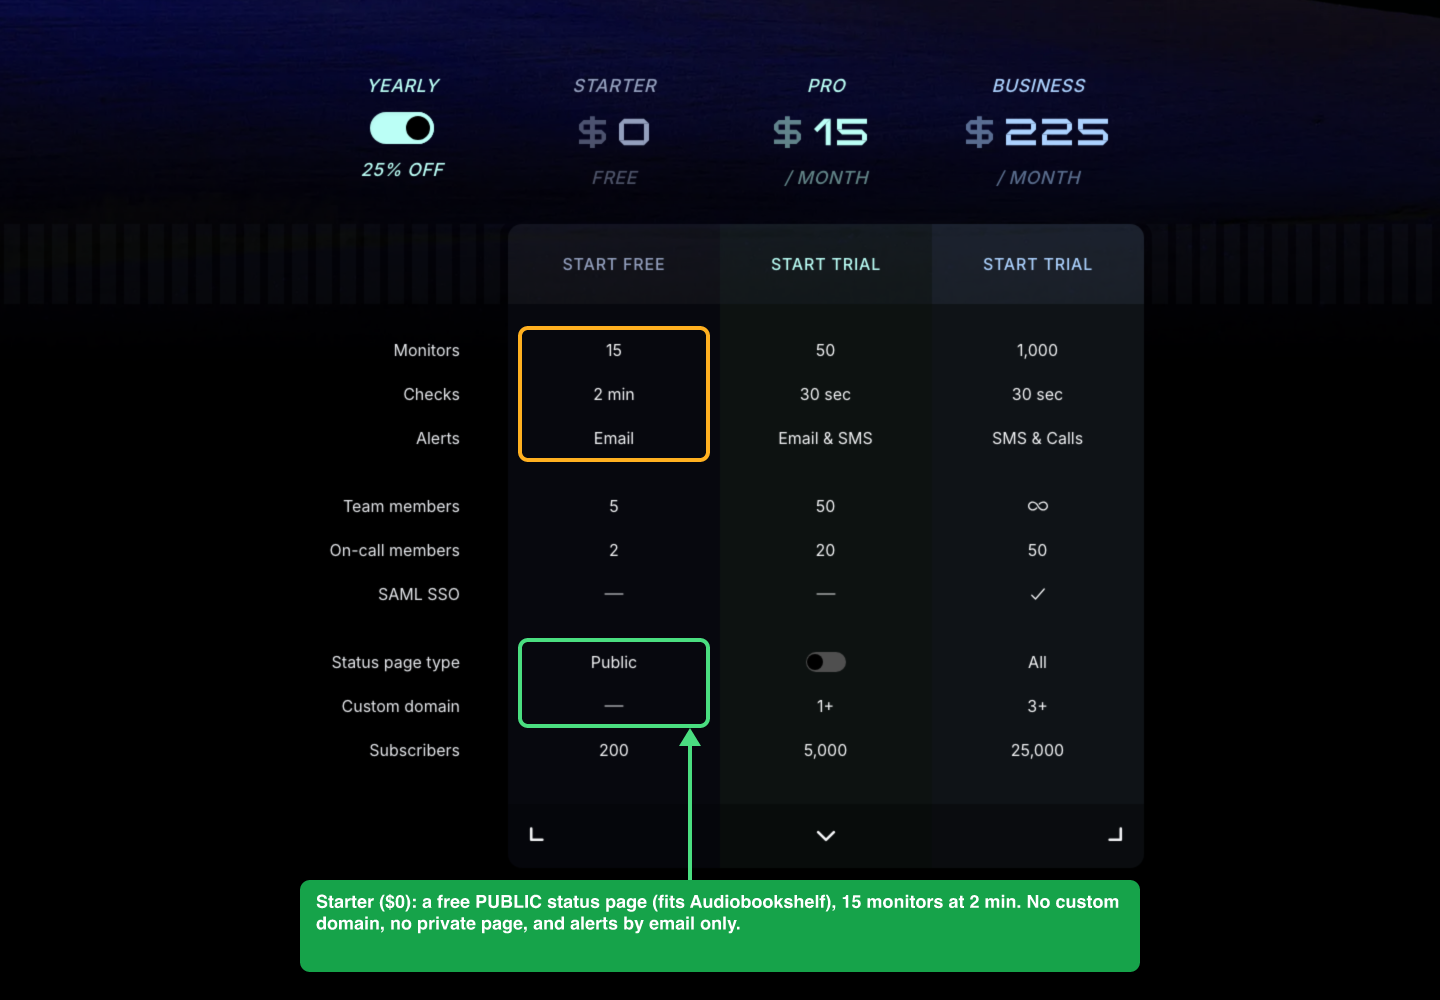 YEARLY
25% OFF
STARTER
$ 0
FREE
PRO
$ 15
/ MONTH
BUSINESS
$ 225
/ MONTH
START FREE START TRIAL START TRIAL
Monitors 15 50 1,000
Checks 2 min 30 sec 30 sec
Alerts Email Email & SMS SMS & Calls
Team members 5 50 ∞
On-call members 2 20 50
SAML SSO — — ✓
Status page type Public All
Custom domain — 1+ 3+
Subscribers 200 5,000 25,000
Starter ($0): a free PUBLIC status page (fits Audiobookshelf), 15 monitors at 2 min. No custom
domain, no private page, and alerts by email only.